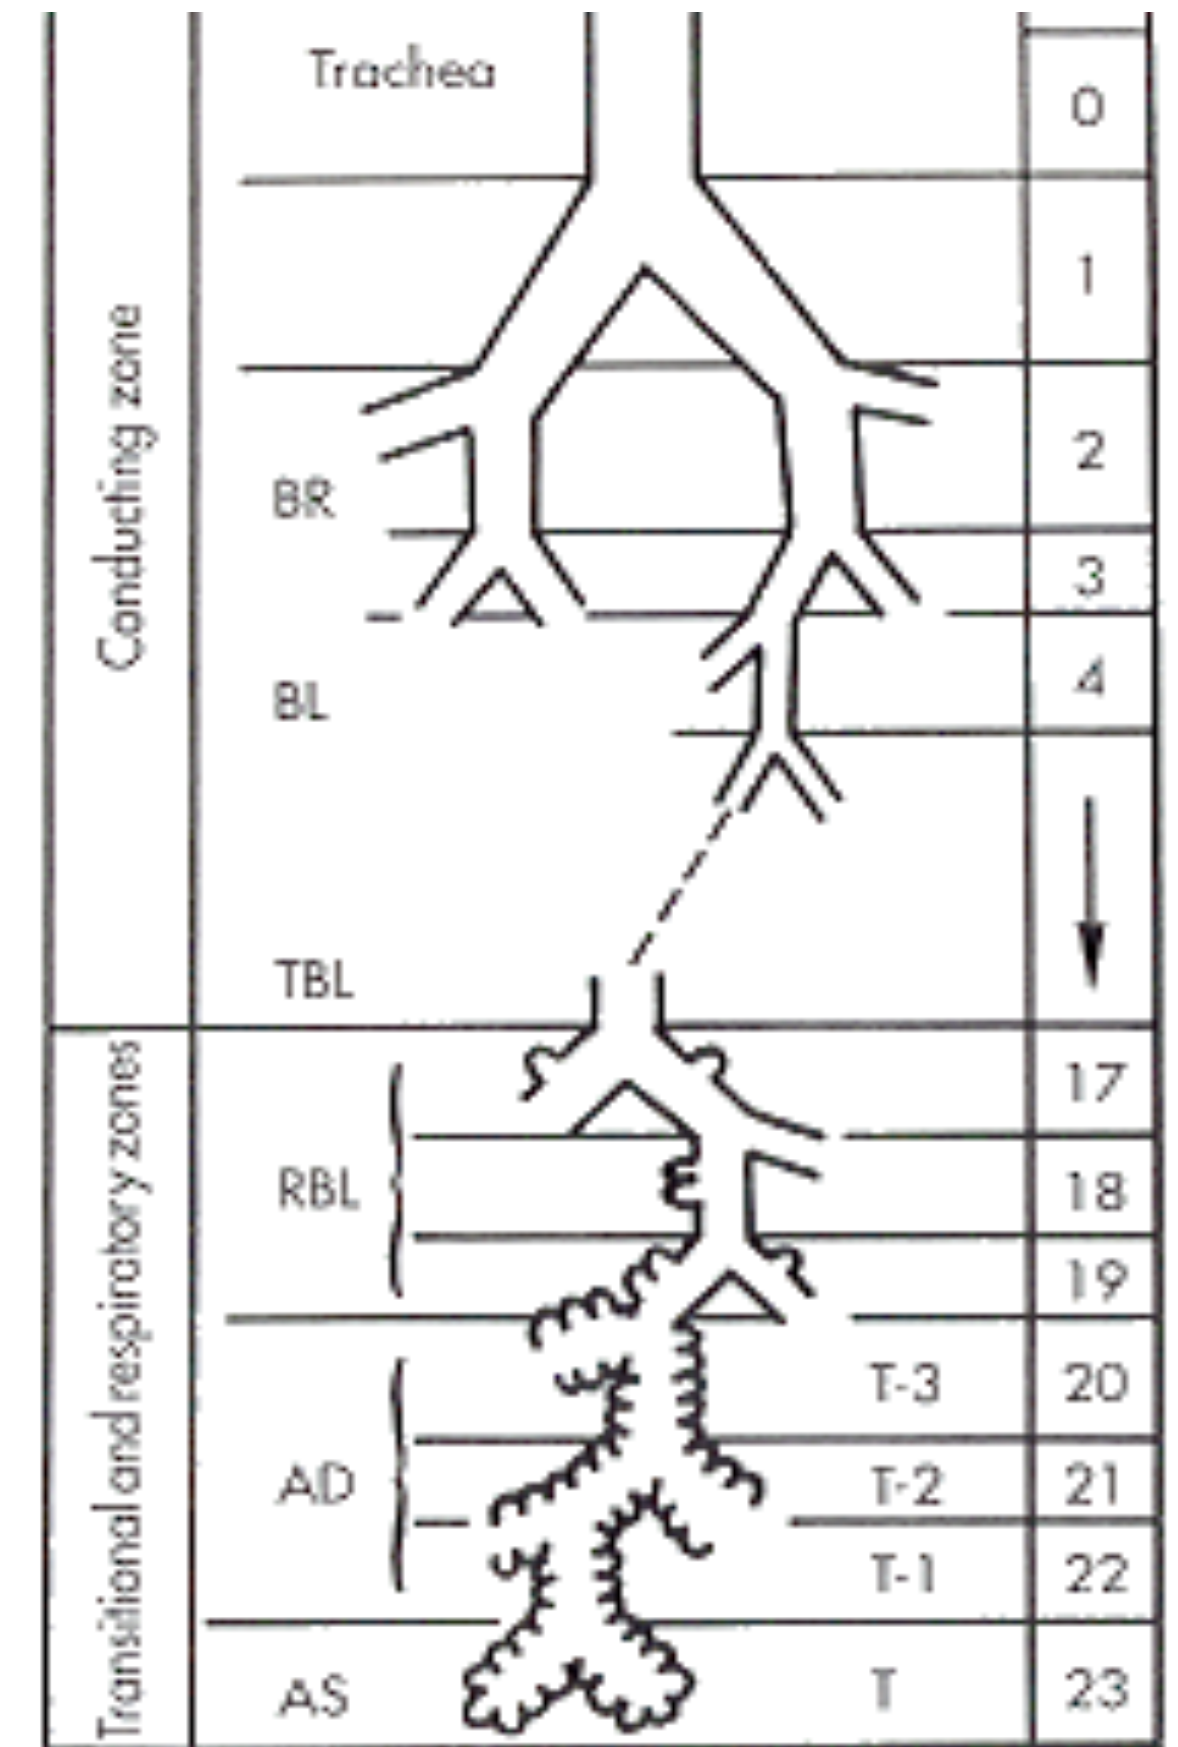 Trachea
0
1
Conducting zone
2
BR
3
BL
4
TBL
17
RBL
18
19
Transitional and respiratory zones
T-3
20
AD
T-2
21
T-1
22
AS
T
23